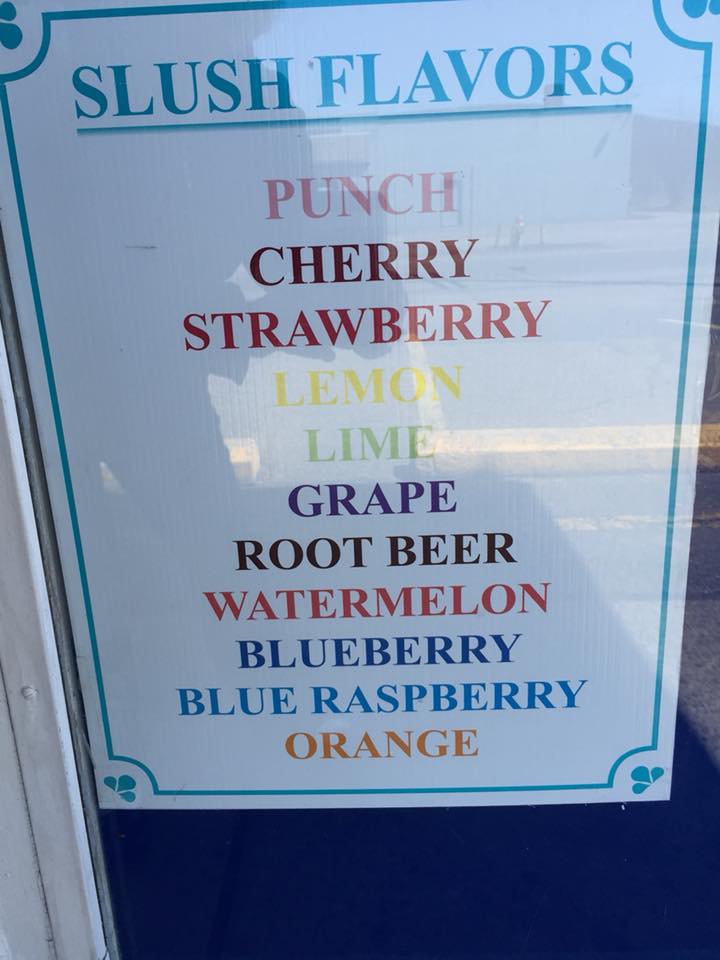 SLUSH FLAVORS
PUNCH
CHERRY
STRAWBERRY
LEMON
LIME
GRAPE
ROOT BEER
WATERMELON
BLUEBERRY
BLUE RASPBERRY
ORANGE